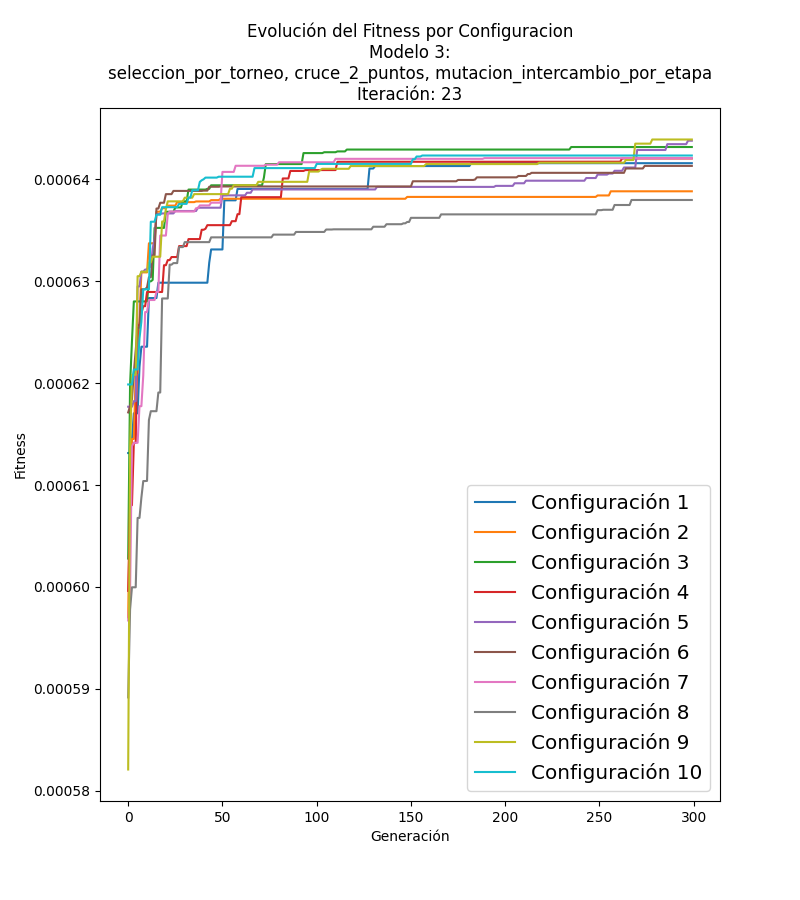 Evolución del Fitness por Configuracion
Modelo 3:
seleccion_por_torneo, cruce_2_puntos, mutacion_intercambio_por_etapa
Iteración: 23
Fitness
0.00064
0.00063
0.00062
0.00061
0.00060
0.00059
0.00058
Configuración 1
Configuración 2
Configuración 3
Configuración 4
Configuración 5
Configuración 6
Configuración 7
Configuración 8
Configuración 9
Configuración 10
0 50 100 150 200 250 300
Generación